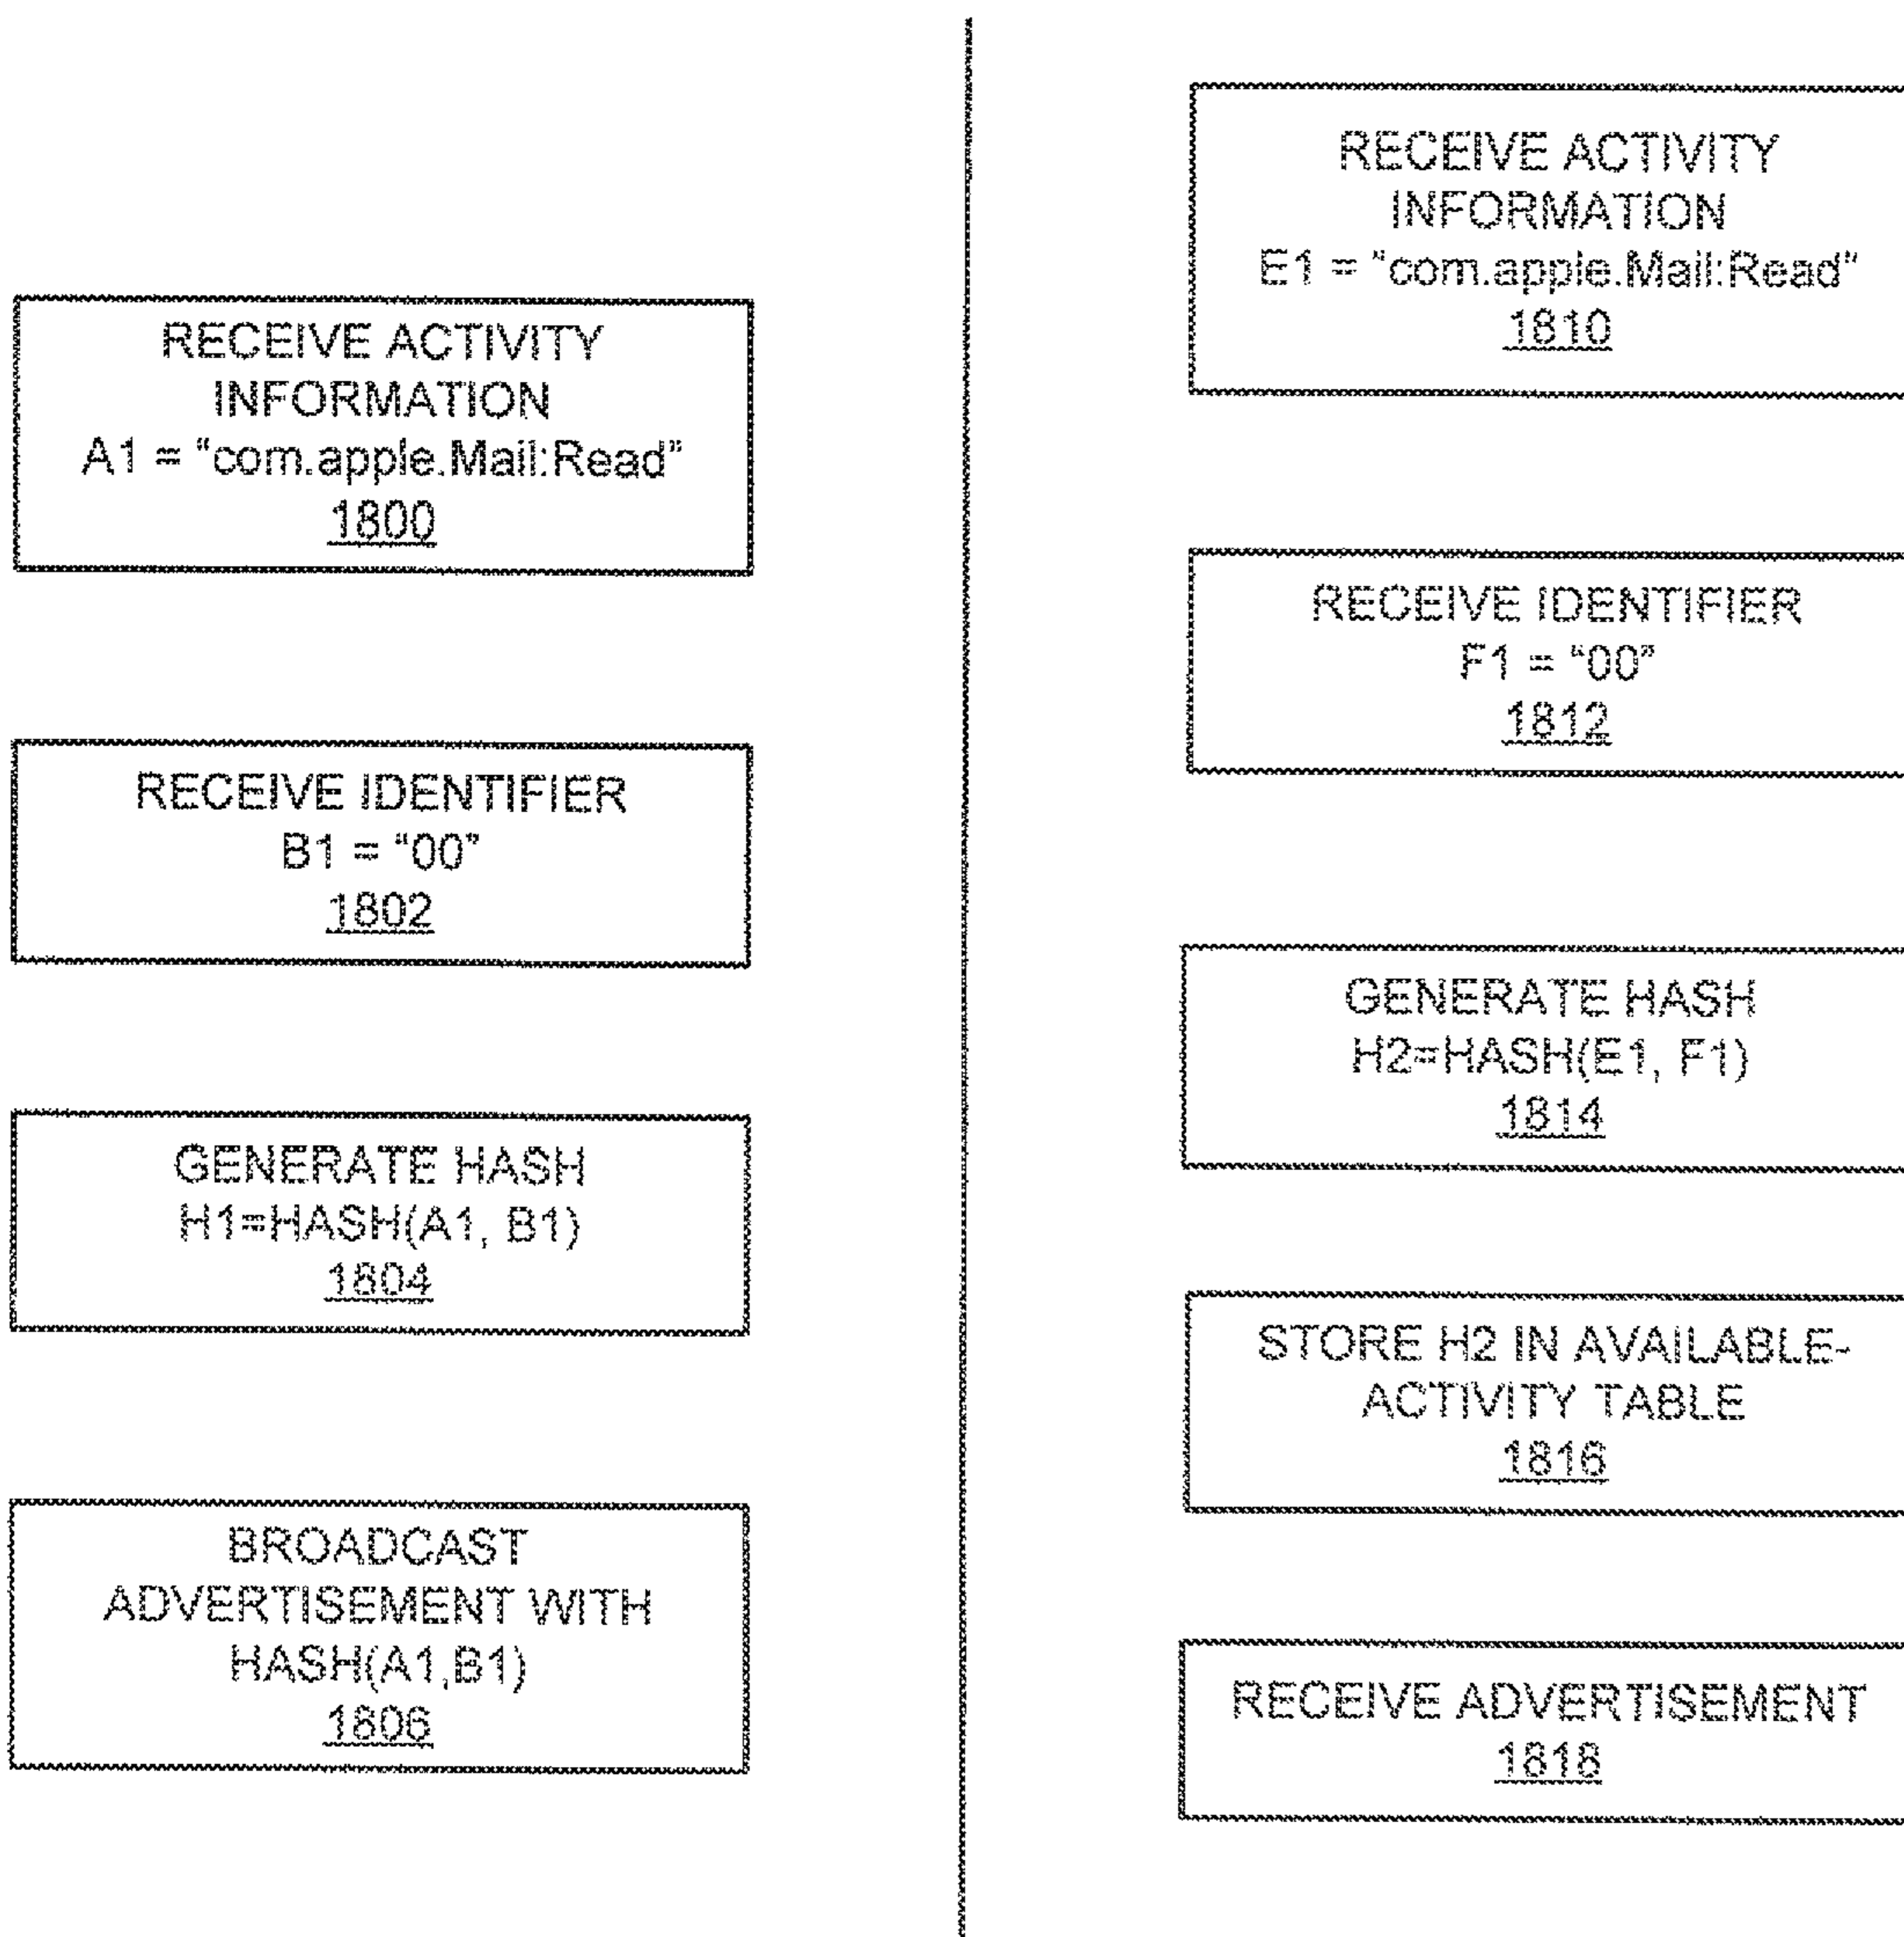 RECEIVE ACTIVITY
INFORMATION
A1 = “com.apple.Mail:Read”
1800
RECEIVE IDENTIFIER
B1 = “00”
1802
GENERATE HASH
H1=HASH(A1, B1)
1804
BROADCAST
ADVERTISEMENT WITH
HASH(A1,B1)
1806
RECEIVE ACTIVITY
INFORMATION
E1 = “com.apple.Mail:Read”
1810
RECEIVE IDENTIFIER
F1 = “00”
1812
GENERATE HASH
H2=HASH(E1, F1)
1814
STORE H2 IN AVAILABLE-
ACTIVITY TABLE
1816
RECEIVE ADVERTISEMENT
1818